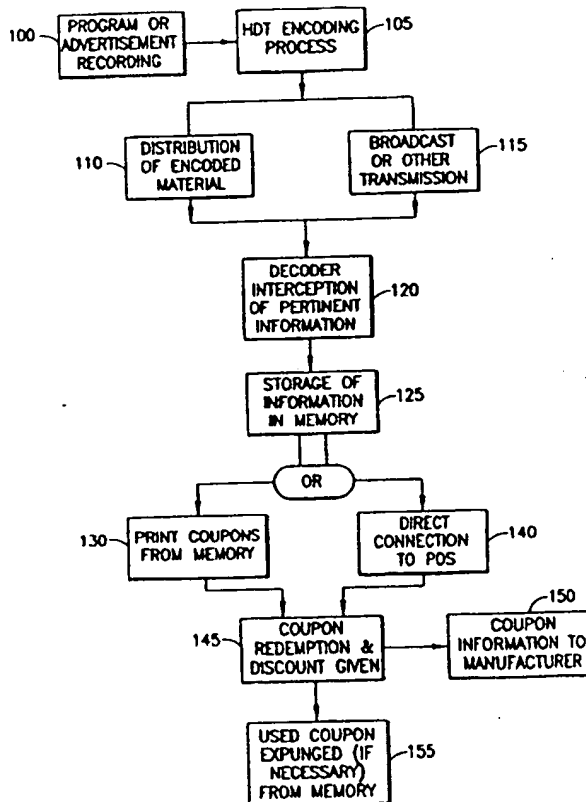 100
PROGRAM OR
ADVERTISEMENT
RECORDING
HDT ENCODING
PROCESS
105
110
DISTRIBUTION
OF ENCODED
MATERIAL
BROADCAST
OR OTHER
TRANSMISSION
115
DECODER
INTERCEPTION
OF PERTINENT
INFORMATION
120
STORAGE OF
INFORMATION
IN MEMORY
125
OR
130
PRINT COUPONS
FROM MEMORY
DIRECT
CONNECTION
TO POS
140
145
COUPON
REDEMPTION &
DISCOUNT GIVEN
150
COUPON
INFORMATION TO
MANUFACTURER
USED COUPON
EXPUNGED (IF
NECESSARY)
FROM MEMORY
155